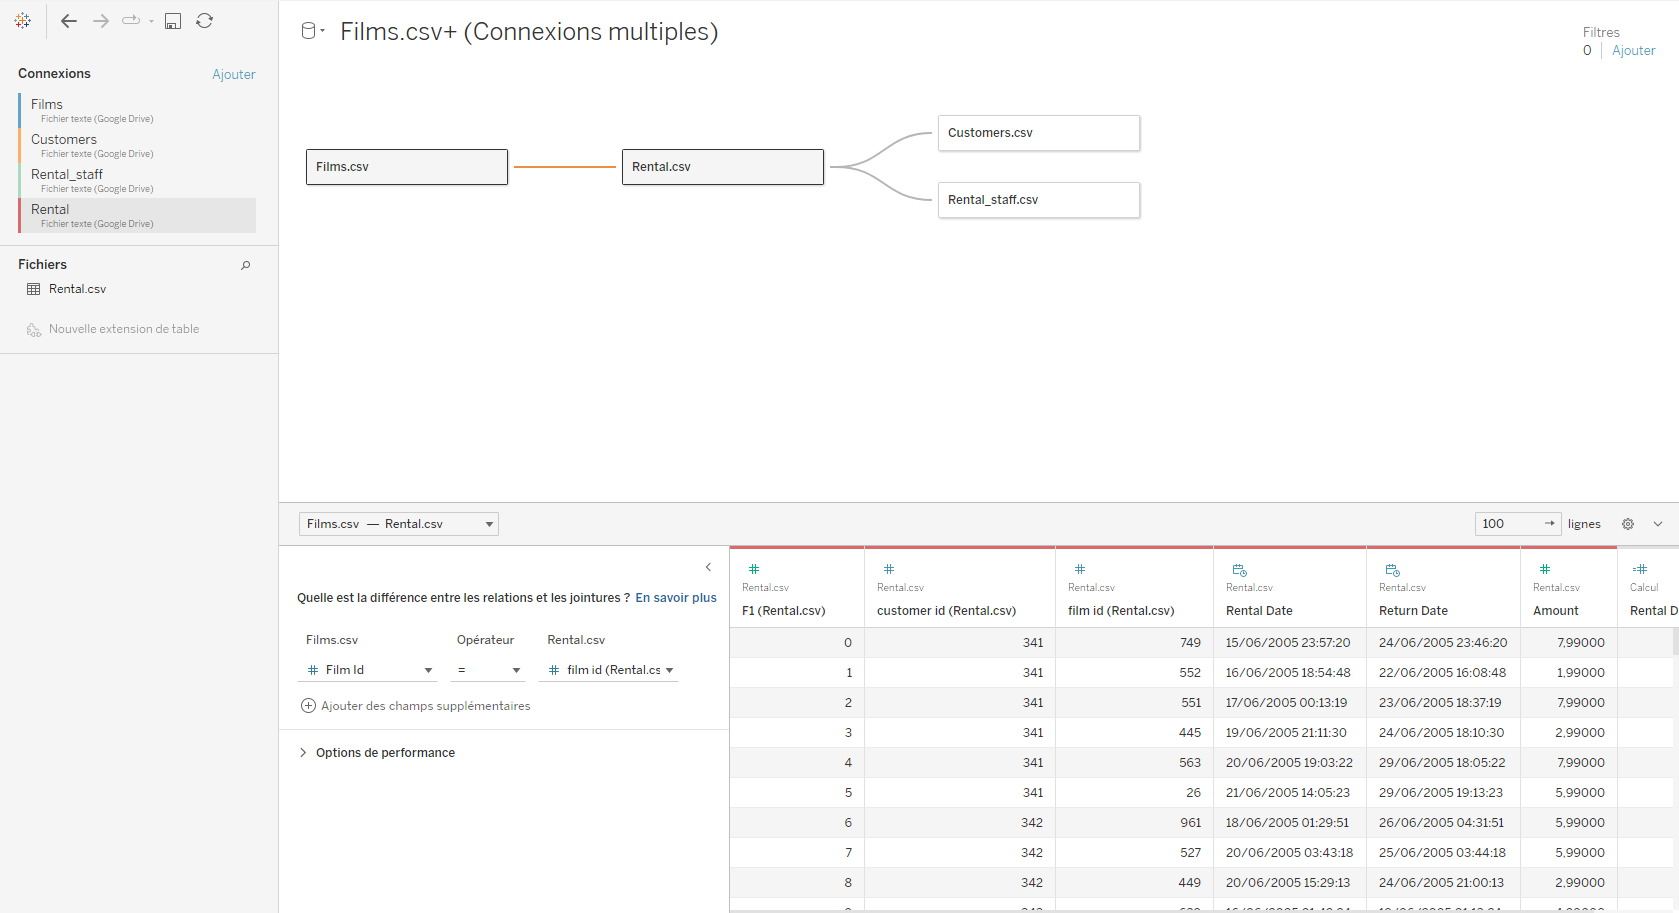 Films.csv+ (Connexions multiples)
Filtres
0 Ajouter
Connexions Ajouter
Films
Fichier texte (Google Drive)
Customers
Fichier texte (Google Drive)
Rental_staff
Fichier texte (Google Drive)
Rental
Fichier texte (Google Drive)
Fichiers
Rental.csv
Nouvelle extension de table
Films.csv
Rental.csv
Customers.csv
Rental_staff.csv
Films.csv — Rental.csv
100 lignes
Quelle est la différence entre les relations et les jointures ? En savoir plus
Films.csv Opérateur Rental.csv
Film Id = film id (Rental.cs
Ajouter des champs supplémentaires
Options de performance
Rental.csv Rental.csv Rental.csv Rental.csv Rental.csv Rental.csv Calcul
F1 (Rental.csv) customer id (Rental.csv) film id (Rental.csv) Rental Date Return Date Amount Rental D
0 341 749 15/06/2005 23:57:20 24/06/2005 23:46:20 7,99000
1 341 552 16/06/2005 18:54:48 22/06/2005 16:08:48 1,99000
2 341 551 17/06/2005 00:13:19 23/06/2005 18:37:19 7,99000
3 341 445 19/06/2005 21:11:30 24/06/2005 18:10:30 2,99000
4 341 563 20/06/2005 19:03:22 29/06/2005 18:05:22 7,99000
5 341 26 21/06/2005 14:05:23 29/06/2005 19:13:23 5,99000
6 342 961 18/06/2005 01:29:51 26/06/2005 04:31:51 5,99000
7 342 527 20/06/2005 03:43:18 25/06/2005 03:44:18 5,99000
8 342 449 20/06/2005 15:29:13 24/06/2005 21:00:13 2,99000